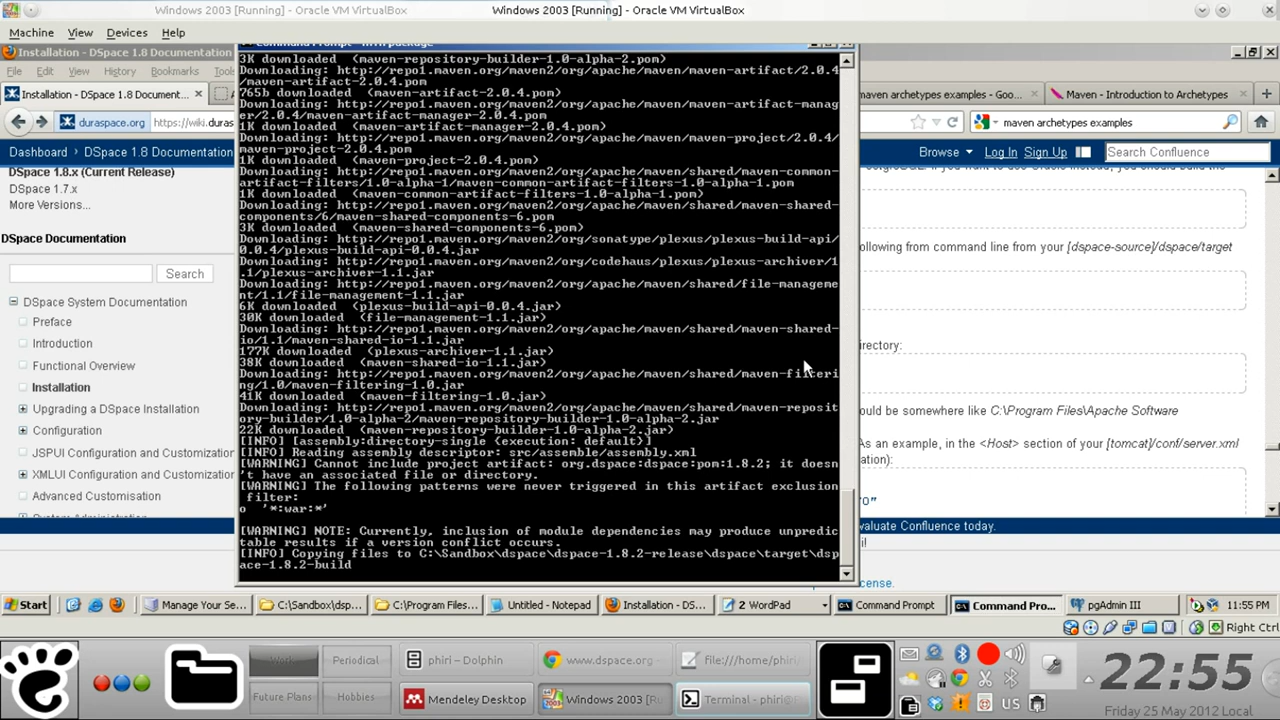 Windows 2003 [Running] - Oracle VM VirtualBox
Windows 2003 [Running] - Oracle VM VirtualBox
Machine View Devices Help
Installation - DSpace 1.8 Documentation
File Edit View History Bookmarks
Installation - DSpace 1.8 Document...
maven archetypes examples - Goo...
Maven - Introduction to Archetypes
duraspace.org
https://wiki.duras
maven archetypes examples
Dashboard > DSpace 1.8 Documentation
Browse Log In Sign Up Search Confluence
DSpace 1.8.x (Current Release)
DSpace 1.7.x
More Versions...
DSpace Documentation
Search
DSpace System Documentation
Preface
Installation
Functional Overview
Installation
Upgrading a DSpace Installation
Configuration
JSPUI Configuration and Customizat
XMLUI Configuration and Customiza
Advanced Customisation
3K downloaded (maven-repository-builder-1.0-alpha-2.pom)
Downloading: http://repo1.maven.org/maven2/org/apache/maven/maven-artifact/2.0.4
/maven-artifact-2.0.4.pom
765b downloaded (maven-artifact-2.0.4.pom)
Downloading: http://repo1.maven.org/maven2/org/apache/maven/maven-artifact-manag
er/2.0.4/maven-artifact-manager-2.0.4.pom
1K downloaded (maven-artifact-manager-2.0.4.pom)
Downloading: http://repo1.maven.org/maven2/org/apache/maven/maven-project/2.0.4/
maven-project-2.0.4.pom
1K downloaded (maven-project-2.0.4.pom)
Downloading: http://repo1.maven.org/maven2/org/apache/maven/shared/maven-common-
artifact-filters/1.0-alpha-1/maven-common-artifact-filters-1.0-alpha-1.pom
1K downloaded (maven-common-artifact-filters-1.0-alpha-1.pom)
Downloading: http://repo1.maven.org/maven2/org/apache/maven/shared/maven-shared-
components/6/maven-shared-components-6.pom
3K downloaded (maven-shared-components-6.pom)
Downloading: http://repo1.maven.org/maven2/org/sonatype/plexus/plexus-build-api/
0.0.4/plexus-build-api-0.0.4.jar
Downloading: http://repo1.maven.org/maven2/org/codehaus/plexus/plexus-archiver/1
.1/plexus-archiver-1.1.jar
Downloading: http://repo1.maven.org/maven2/org/apache/maven/shared/file-manageme
nt/1.1/file-management-1.1.jar
6K downloaded (plexus-build-api-0.0.4.jar)
30K downloaded (file-management-1.1.jar)
Downloading: http://repo1.maven.org/maven2/org/apache/maven/shared/maven-shared-
io/1.1/maven-shared-io-1.1.jar
177K downloaded (plexus-archiver-1.1.jar)
38K downloaded (maven-shared-io-1.1.jar)
Downloading: http://repo1.maven.org/maven2/org/apache/maven/shared/maven-filteri
ng/1.0/maven-filtering-1.0.jar
41K downloaded (maven-filtering-1.0.jar)
Downloading: http://repo1.maven.org/maven2/org/apache/maven/shared/maven-reposit
ory-builder/1.0-alpha-2/maven-repository-builder-1.0-alpha-2.jar
22K downloaded (maven-repository-builder-1.0-alpha-2.jar)
[INFO] [assembly:directory-single {execution: default}]
[INFO] Reading assembly descriptor: src/assemble/assembly.xml
[WARNING] Cannot include project artifact: org.dspace:dspace:pom:1.8.2; it doesn
't have an associated file or directory.
[WARNING] The following patterns were never triggered in this artifact exclusion
filter:
o '*:war:*'
[WARNING] NOTE: Currently, inclusion of module dependencies may produce unpredic
table results if a version conflict occurs.
[INFO] Copying files to C:\Sandbox\dspace\dspace-1.8.2-release\dspace\target\dsp
ace-1.8.2-build
ollowing from command line from your [dspace-source]/dspace/target
rectory:
ould be somewhere like C:\Program Files\Apache Software
As an example, in the <Host> section of your [tomcat]/conf/server.xml
ation):
0"
valuate Confluence today.
icense.
Start
Manage Your Se...
C:\Sandbox\dsp...
C:\Program Files...
Untitled - Notepad
Installation - DS...
2 WordPad
Command Prompt
Command Pro...
pgAdmin III
11:55 PM
Right Ctrl
Work
Periodical
Future Plans
Hobbies
phiri – Dolphin
www.dspace.org
file:///home/phiri
Mendeley Desktop
Windows 2003 [Ru
Terminal - phiri@
US
22:55
Friday 25 May 2012